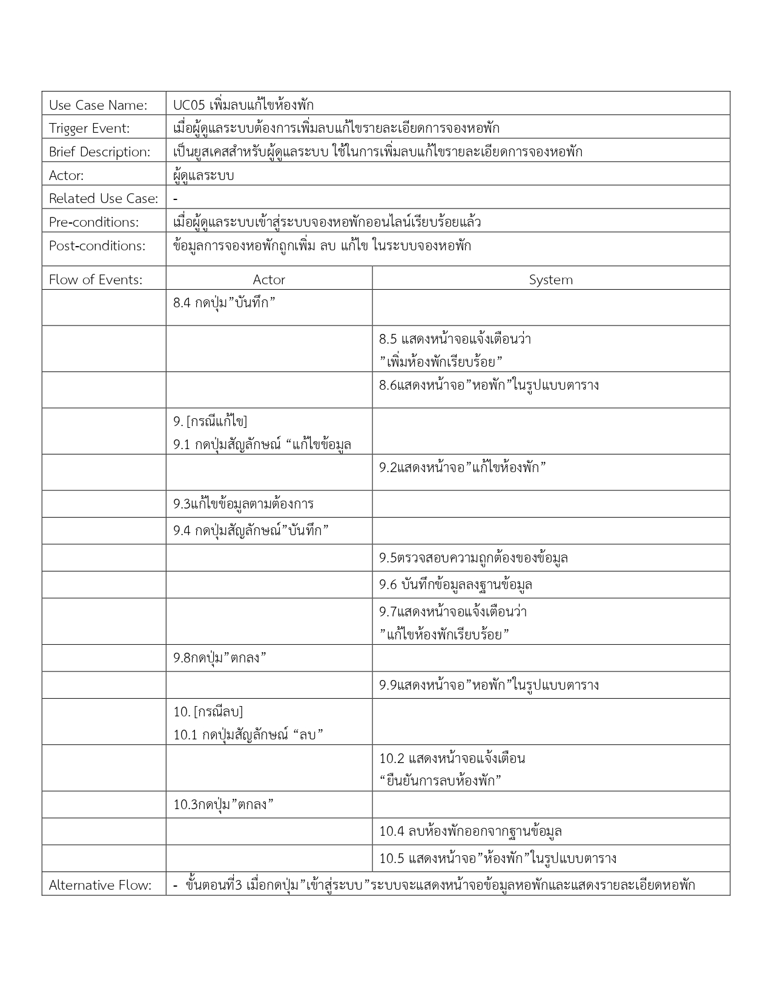 Use Case Name: UC05 เพิ่มลบแก้ไขห้องพัก
Trigger Event: เมื่อผู้ดูแลระบบต้องการเพิ่มลบแก้ไขรายละเอียดการจองหอพัก
Brief Description: เป็นยูสเคสสำหรับผู้ดูแลระบบ ใช้ในการเพิ่มลบแก้ไขรายละเอียดการจองหอพัก
Actor: ผู้ดูแลระบบ
Related Use Case: -
Pre-conditions: เมื่อผู้ดูแลระบบเข้าสู่ระบบจองหอพักออนไลน์เรียบร้อยแล้ว
Post-conditions: ข้อมูลการจองหอพักถูกเพิ่ม ลบ แก้ไข ในระบบจองหอพัก
Flow of Events: Actor System
8.4 กดปุ่ม”บันทึก”
8.5 แสดงหน้าจอแจ้งเตือนว่า
”เพิ่มห้องพักเรียบร้อย”
8.6แสดงหน้าจอ”หอพัก”ในรูปแบบตาราง
9. [กรณีแก้ไข]
9.1 กดปุ่มสัญลักษณ์ “แก้ไขข้อมูล
9.2แสดงหน้าจอ”แก้ไขห้องพัก”
9.3แก้ไขข้อมูลตามต้องการ
9.4 กดปุ่มสัญลักษณ์”บันทึก”
9.5ตรวจสอบความถูกต้องของข้อมูล
9.6 บันทึกข้อมูลลงฐานข้อมูล
9.7แสดงหน้าจอแจ้งเตือนว่า
”แก้ไขห้องพักเรียบร้อย”
9.8กดปุ่ม”ตกลง”
9.9แสดงหน้าจอ”หอพัก”ในรูปแบบตาราง
10. [กรณีลบ]
10.1 กดปุ่มสัญลักษณ์ “ลบ”
10.2 แสดงหน้าจอแจ้งเตือน
“ยืนยันการลบห้องพัก”
10.3กดปุ่ม”ตกลง”
10.4 ลบห้องพักออกจากฐานข้อมูล
10.5 แสดงหน้าจอ”ห้องพัก”ในรูปแบบตาราง
Alternative Flow: - ขั้นตอนที่3 เมื่อกดปุ่ม”เข้าสู่ระบบ”ระบบจะแสดงหน้าจอข้อมูลหอพักและแสดงรายละเอียดหอพัก